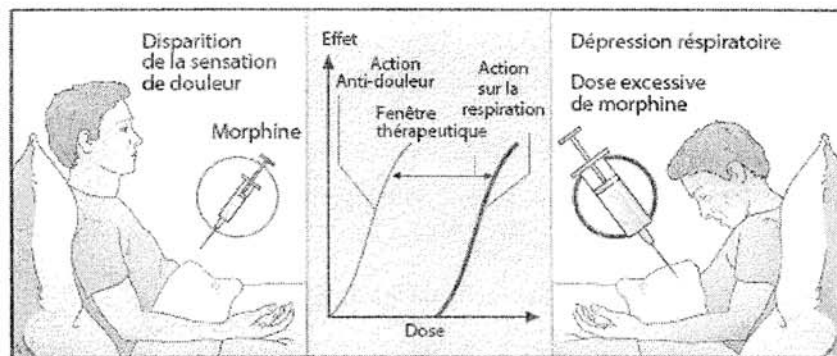 Disparition
de la sensation
de douleur
Morphine
Effet
Action
Anti-douleur
Action
sur la
respiration
Fenêtre
thérapeutique
Dose
Dépression réspiratoire
Dose excessive
de morphine